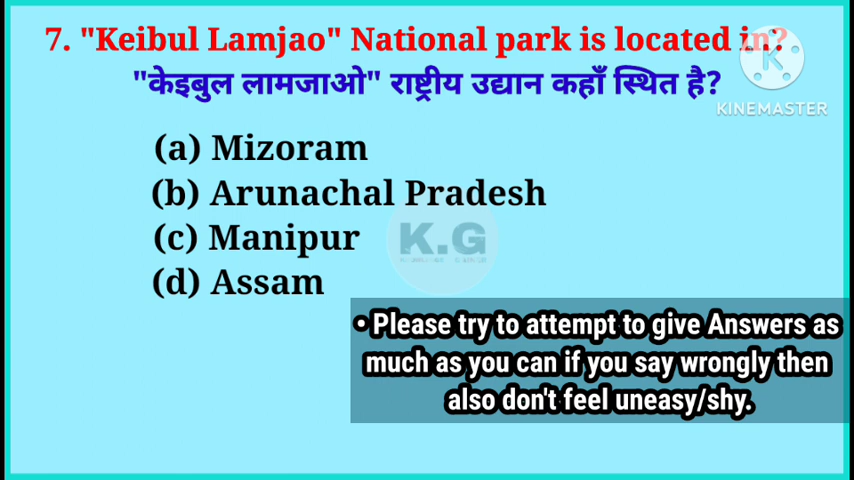 7. "Keibul Lamjao" National park is located in?
"केइबुल लामजाओ" राष्ट्रीय उद्यान कहाँ स्थित है?
KINEMASTER
(a) Mizoram
(b) Arunachal Pradesh
(c) Manipur
K.G
(d) Assam
• Please try to attempt to give Answers as
much as you can if you say wrongly then
also don't feel uneasy/shy.